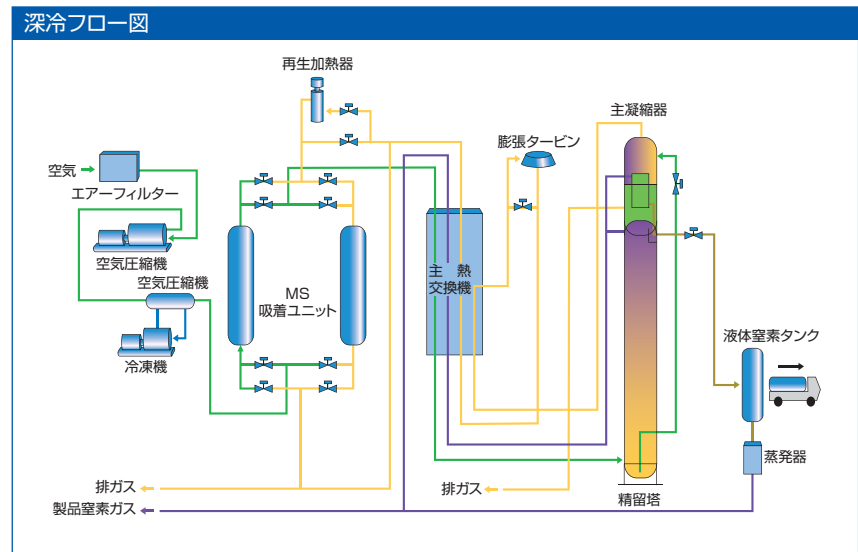 深冷フロー図
再生加熱器
主凝縮器
膨張タービン
空気
エアーフィルター
空気圧縮機
空気圧縮機
MS
吸着ユニット
主 熱
交換機
冷凍機
液体窒素タンク
蒸発器
排ガス
排ガス
精留塔
製品窒素ガス